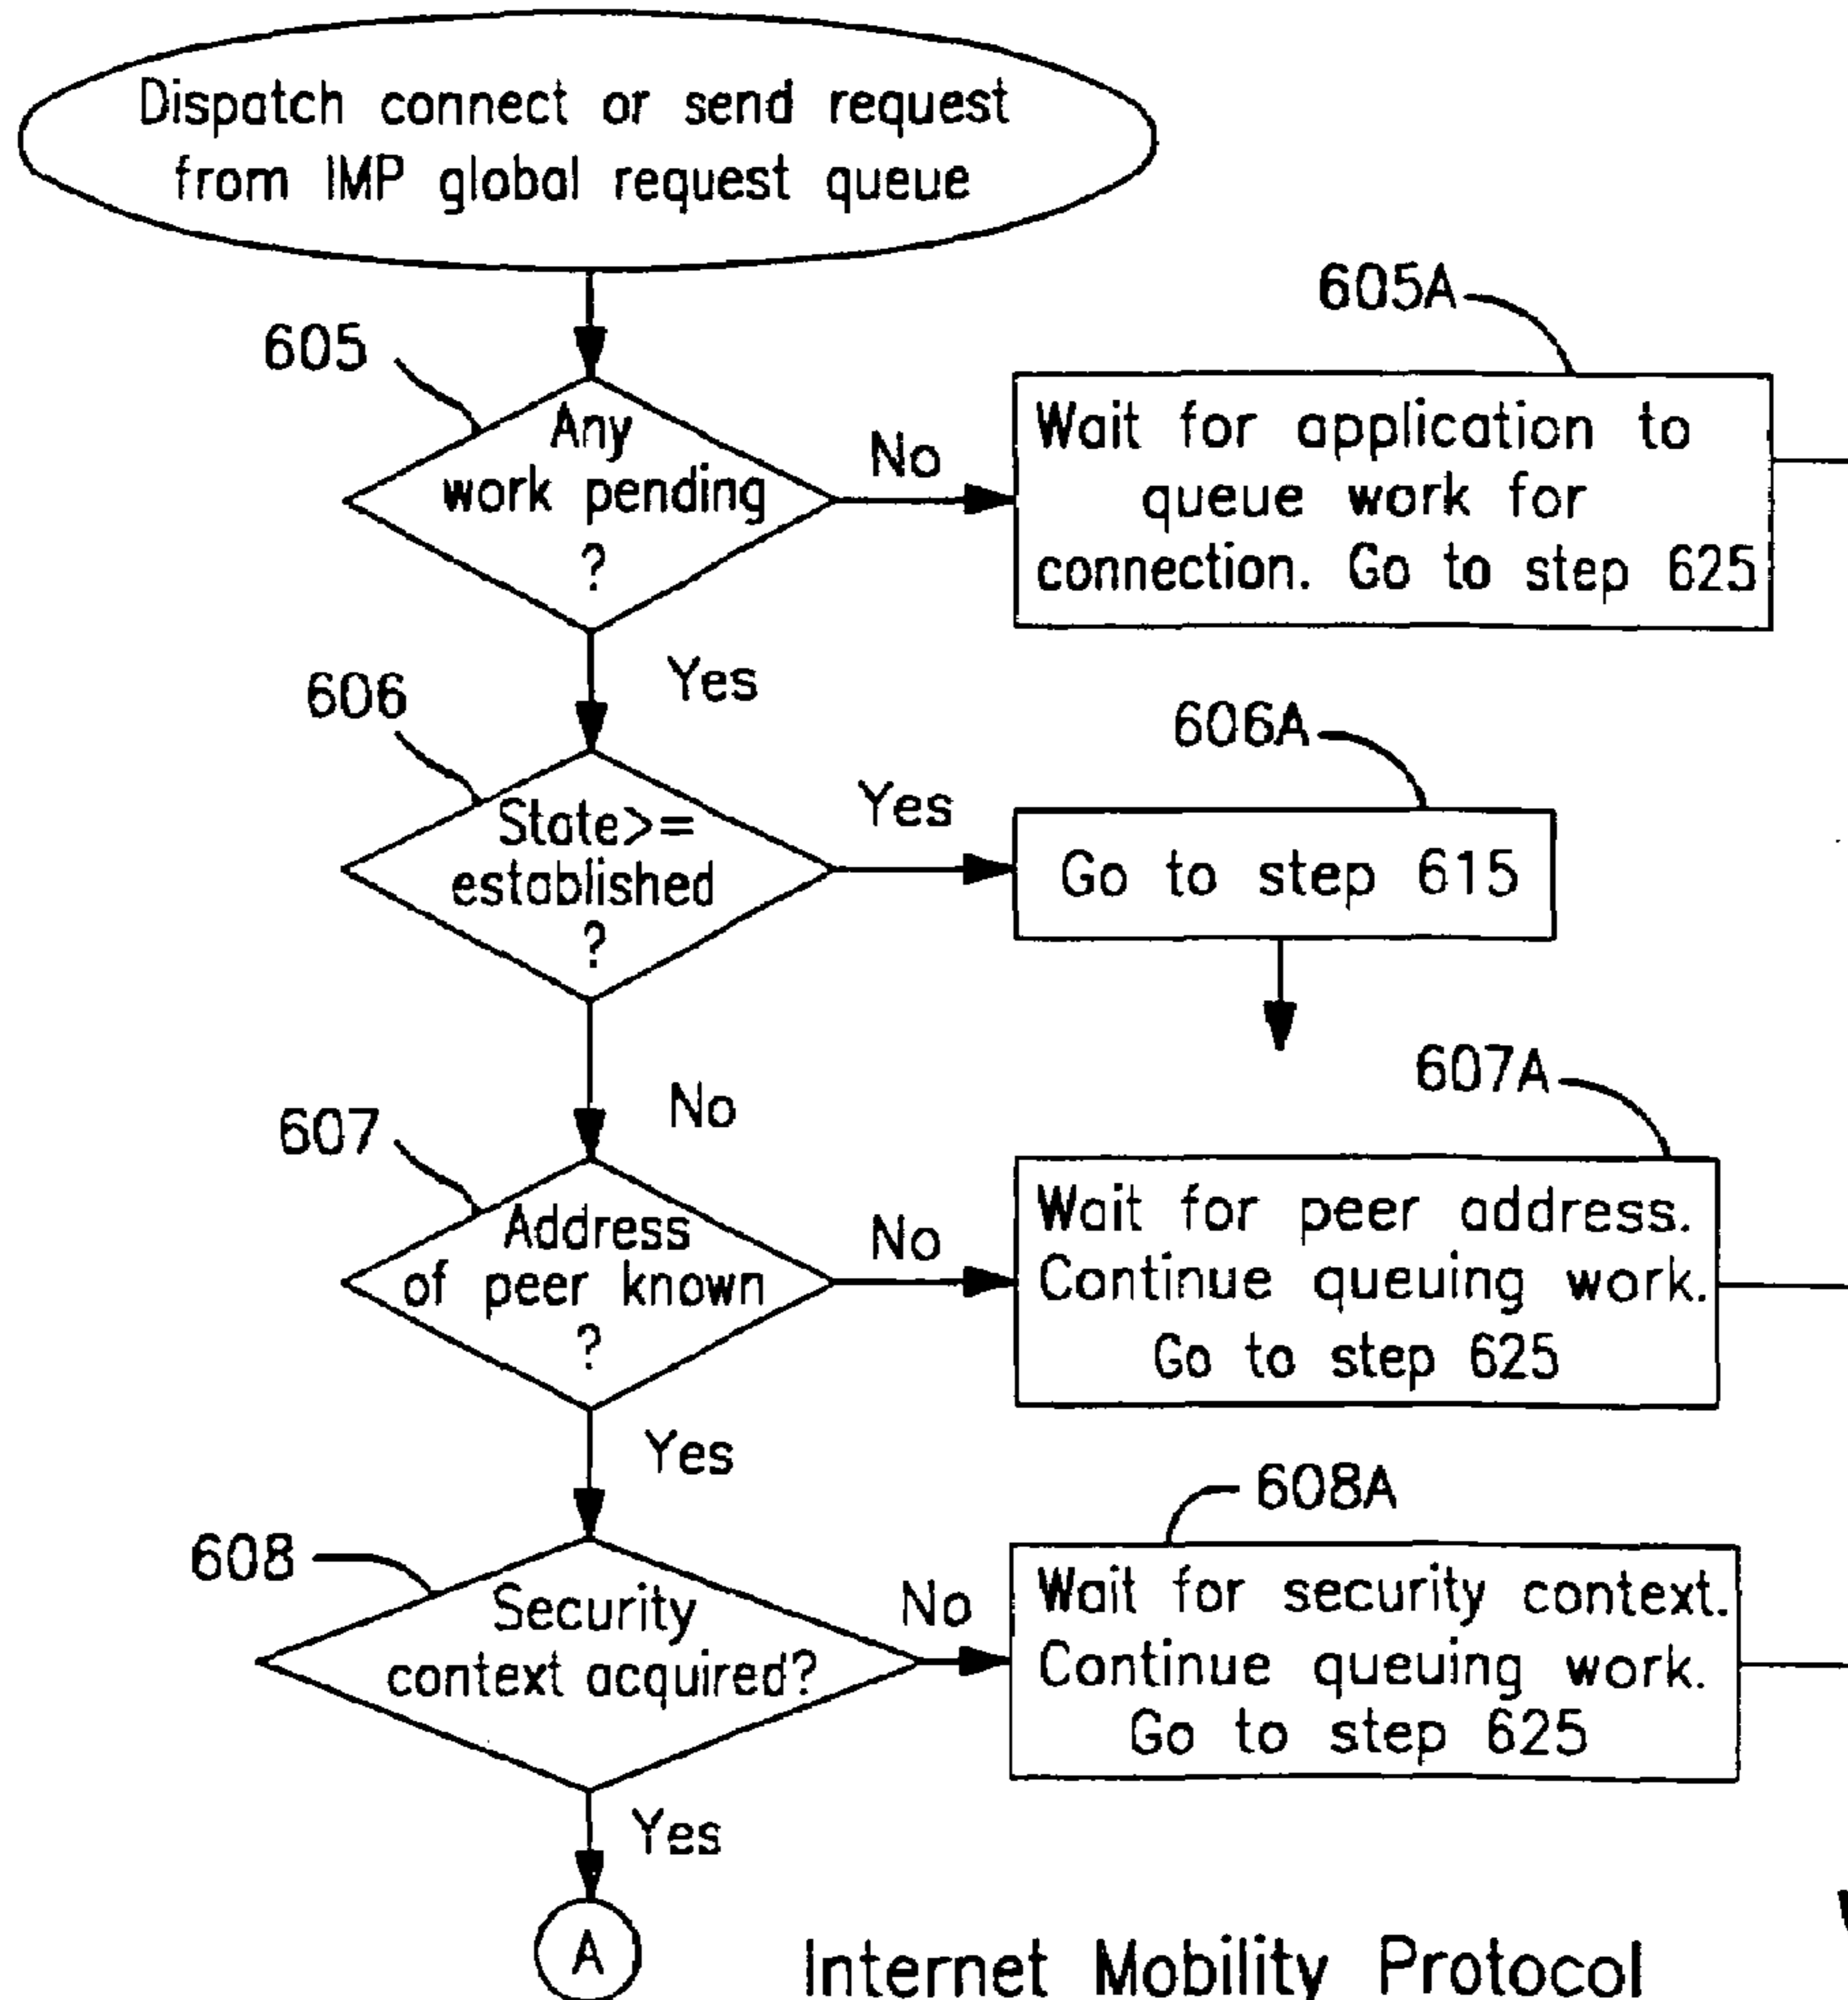 Dispatch connect or send request
from IMP global request queue
605
Any
work pending
?
No
605A
Wait for application to
queue work for
connection. Go to step 625
Yes
606
State>=
established
?
Yes
606A
Go to step 615
No
607
Address
of peer known
?
No
607A
Wait for peer address.
Continue queuing work.
Go to step 625
Yes
608
Security
context acquired?
No
608A
Wait for security context.
Continue queuing work.
Go to step 625
Yes
A
Internet Mobility Protocol